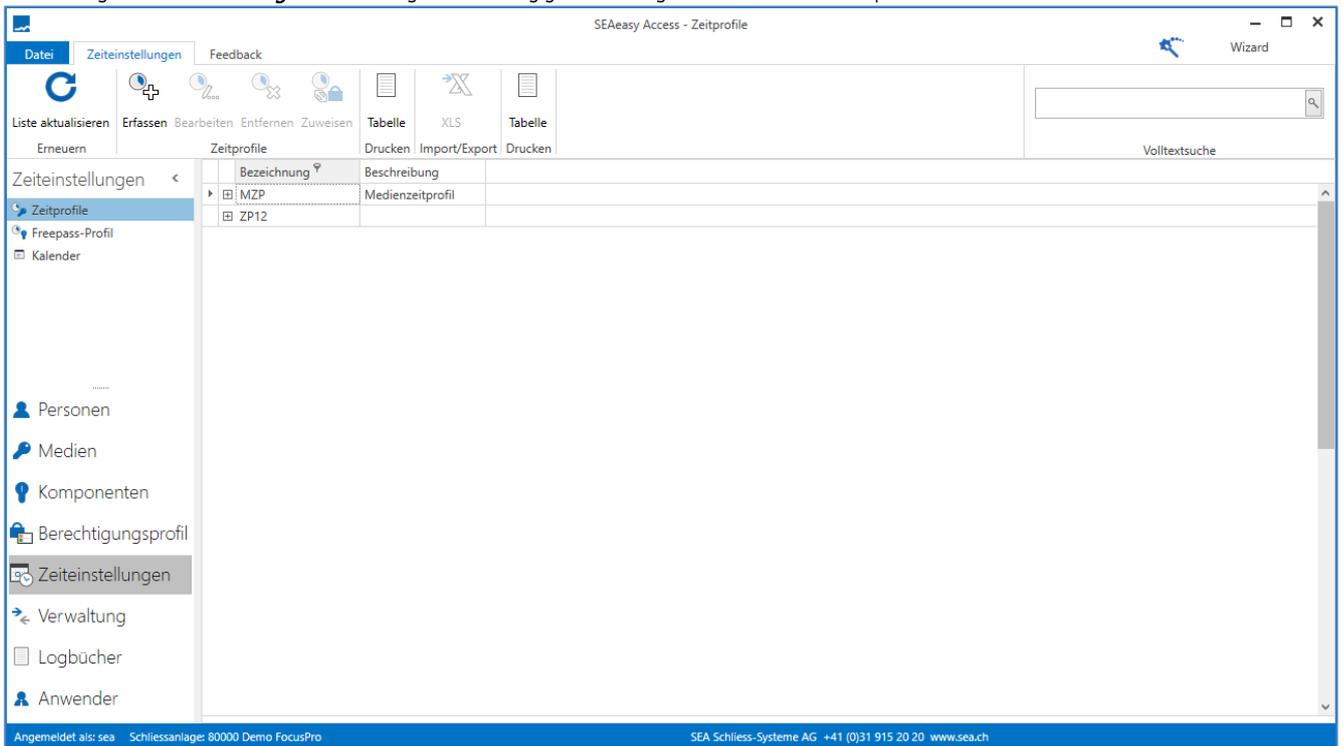 SEAeasy Access - Zeitprofile
Datei Zeiteinstellungen Feedback Wizard
Liste aktualisieren Erfassen Bearbeiten Entfernen Zuweisen Tabelle XLS Tabelle
Erneuern Zeitprofile Drucken Import/Export Drucken Volltextsuche
Zeiteinstellungen
Bezeichnung Beschreibung
MZP Medienzeitprofil
ZP12
Zeitprofile
Freepass-Profil
Kalender
Personen
Medien
Komponenten
Berechtigungsprofil
Zeiteinstellungen
Verwaltung
Logbücher
Anwender
Angemeldet als: sea Schliessanlage: 80000 Demo FocusPro SEA Schliess-Systeme AG +41 (0)31 915 20 20 www.sea.ch